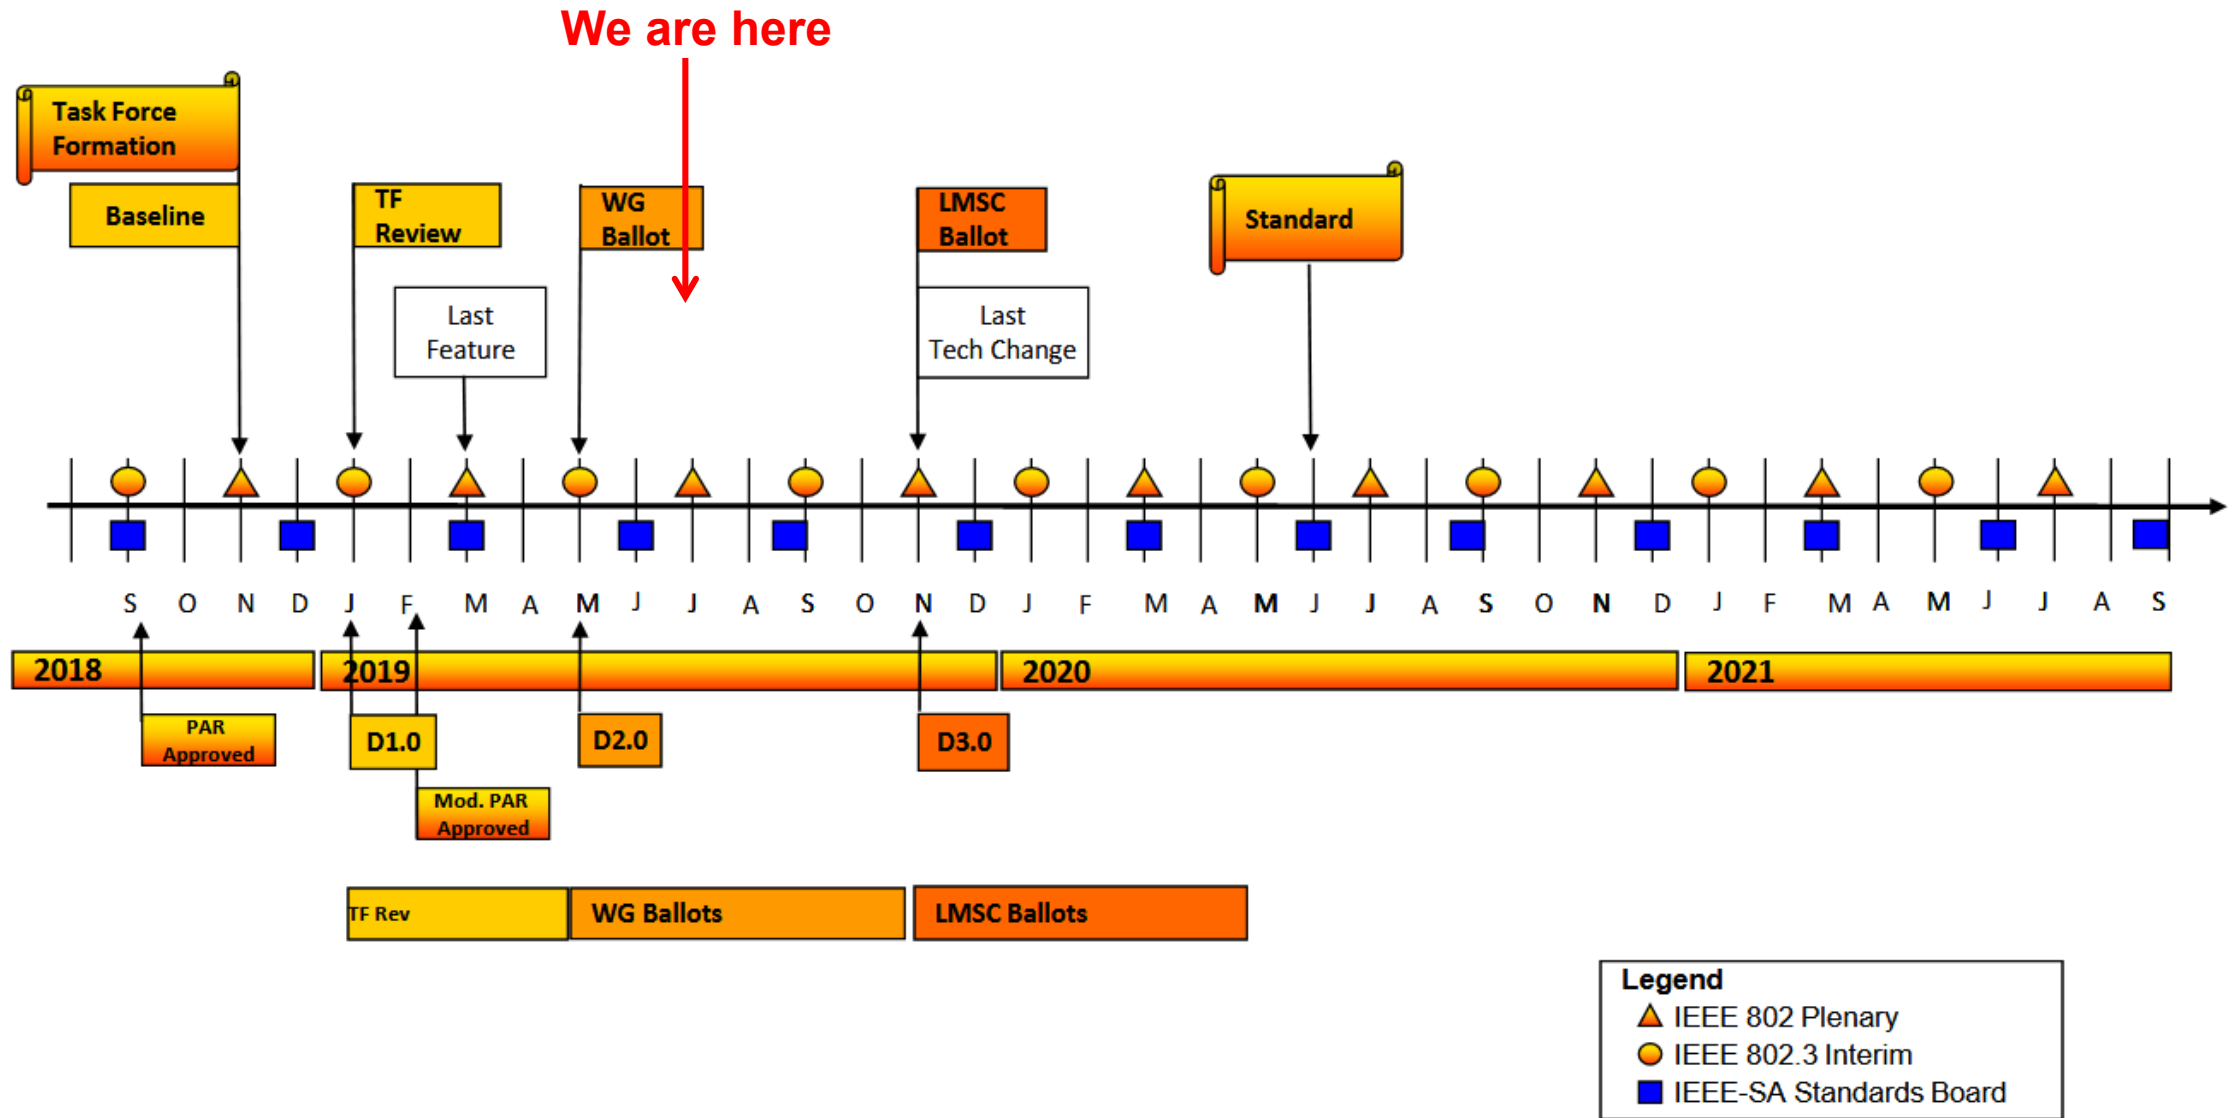 We are here
Task Force
Formation
Baseline
TF
Review
WG
Ballot
LMSC
Ballot
Standard
Last
Feature
Last
Tech Change
S O N D J F M A M J J A S O N D J F M A M J J A S O N D J F M A M J J A S
2018 2019 2020 2021
PAR
Approved
D1.0
D2.0
D3.0
Mod. PAR
Approved
TF Rev
WG Ballots
LMSC Ballots
Legend
IEEE 802 Plenary
IEEE 802.3 Interim
IEEE-SA Standards Board